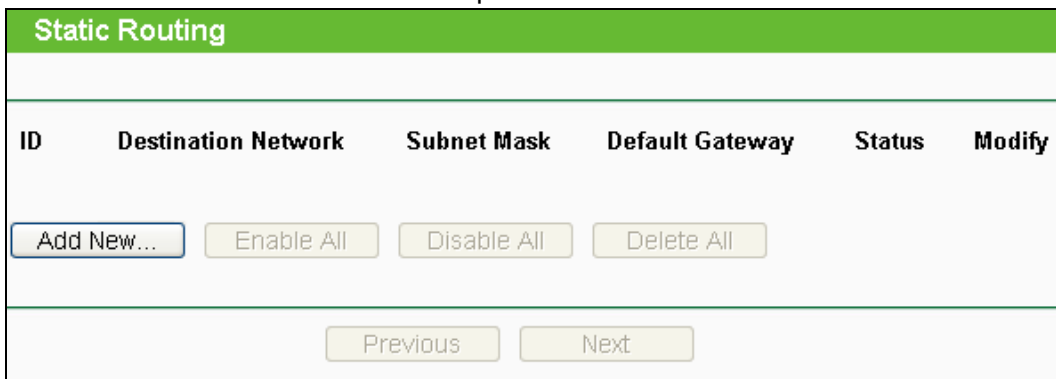 Static Routing
ID Destination Network Subnet Mask Default Gateway Status Modify
Add New... Enable All Disable All Delete All
Previous Next